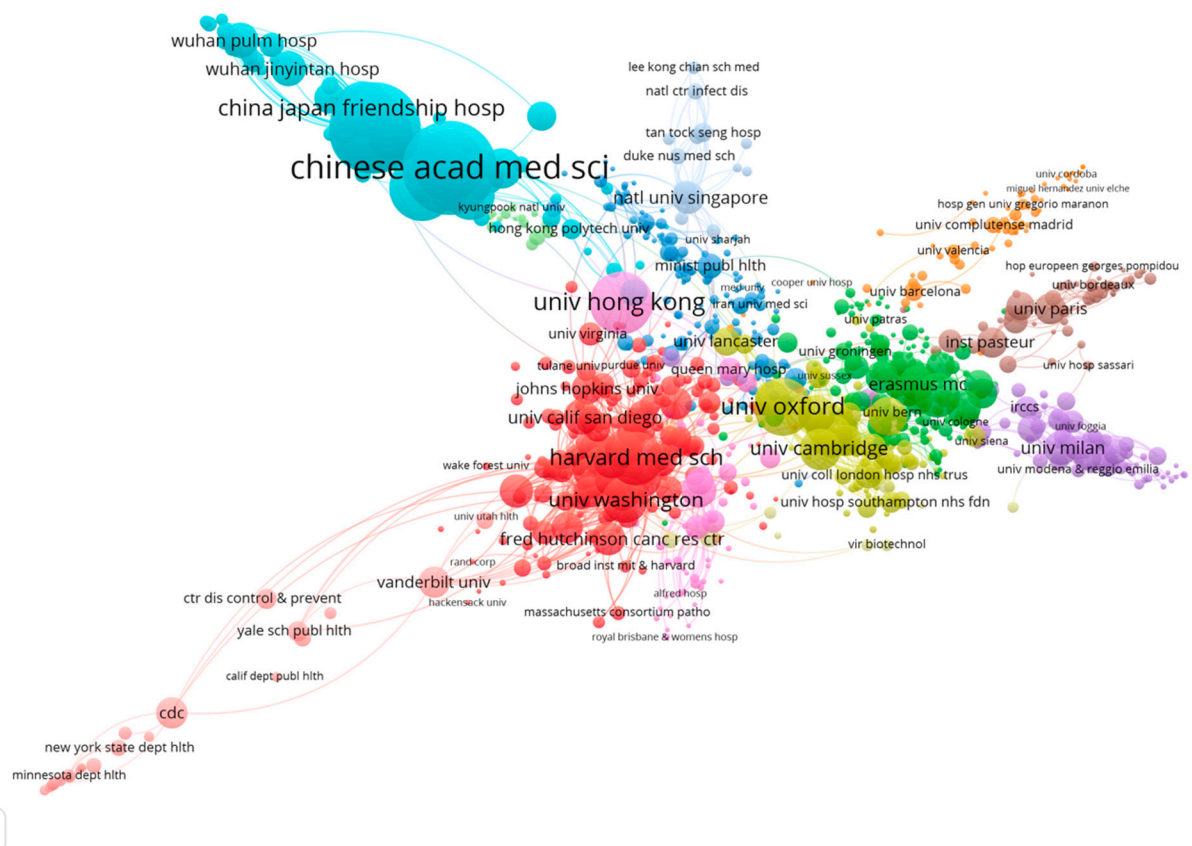 wuhan pulm hosp
wuhan jinyintan hosp
lee kong chian sch med
natl ctr infect dis
china japan friendship hosp
tan tock seng hosp
duke nus med sch
chinese acad med sci
univ cordoba
miguel hernandez univ elche
natl univ singapore
hosp gen univ gregorio maranon
kyungpook natl univ
univ complutense madrid
hong kong polytech univ
univ sharjah
univ valencia
minist publ hlth
hop europeen georges pompidou
cooper univ hosp
univ bordeaux
med univ
univ barcelona
univ hong kong
iran univ med sci
univ paris
univ patras
univ virginia
univ lancaster
inst pasteur
univ groningen
tulane univ
purdue univ
queen mary hosp
univ hosp sassari
univ sussex
johns hopkins univ
erasmus mc
univ oxford
irccs
univ calif san diego
univ bern
univ cologne
univ foggia
univ siena
univ cambridge
univ milan
harvard med sch
wake forest univ
univ modena & reggio emilia
univ coll london hosp nhs trus
univ washington
univ hosp southampton nhs fdn
univ utah hlth
fred hutchinson canc res ctr
vir biotechnol
rand corp
broad inst mit & harvard
vanderbilt univ
alfred hosp
ctr dis control & prevent
hackensack univ
massachusetts consortium patho
yale sch publ hlth
royal brisbane & womens hosp
calif dept publ hlth
cdc
new york state dept hlth
minnesota dept hlth